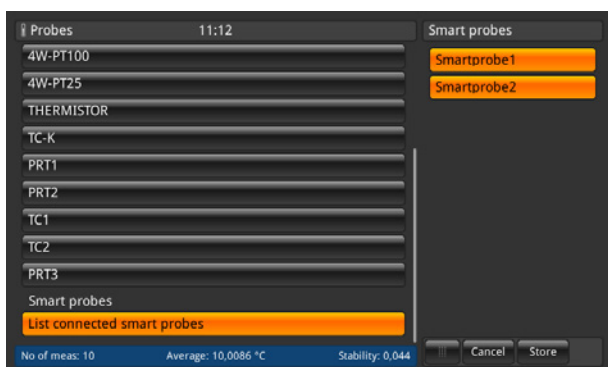 Probes 11:12 Smart probes
4W-PT100
Smartprobe1
4W-PT25
Smartprobe2
THERMISTOR
TC-K
PRT1
PRT2
TC1
TC2
PRT3
Smart probes
List connected smart probes
Cancel Store
No of meas: 10 Average: 10,0086 °C Stability: 0,044